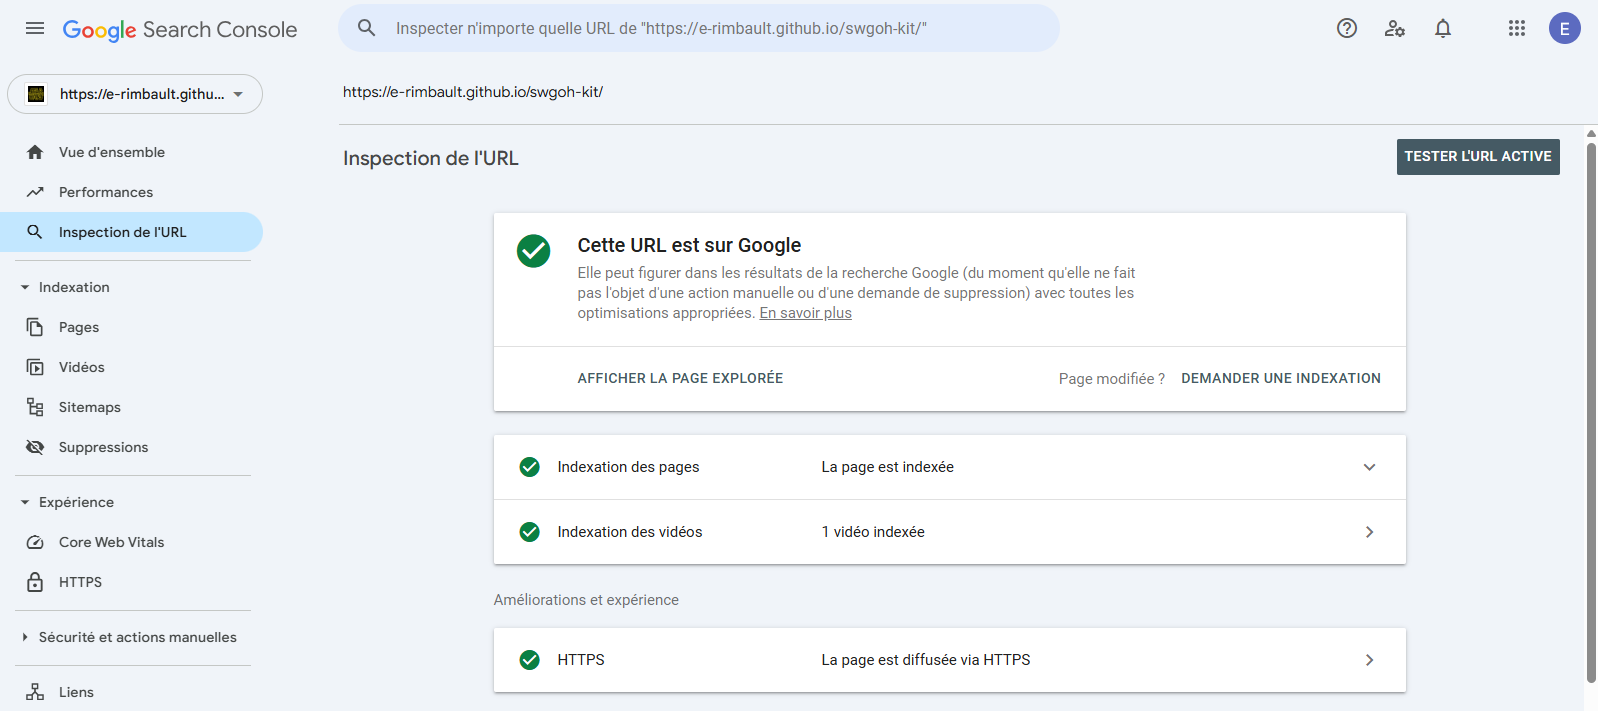 Google Search Console
Inspecter n'importe quelle URL de "https://e-rimbault.github.io/swgoh-kit/"
E
https://e-rimbault.githu...
https://e-rimbault.github.io/swgoh-kit/
Vue d'ensemble
Performances
Inspection de l'URL
Indexation
Pages
Vidéos
Sitemaps
Suppressions
Expérience
Core Web Vitals
HTTPS
Sécurité et actions manuelles
Liens
Inspection de l'URL
TESTER L'URL ACTIVE
Cette URL est sur Google
Elle peut figurer dans les résultats de la recherche Google (du moment qu'elle ne fait
pas l'objet d'une action manuelle ou d'une demande de suppression) avec toutes les
optimisations appropriées. En savoir plus
AFFICHER LA PAGE EXPLORÉE
Page modifiée ? DEMANDER UNE INDEXATION
Indexation des pages La page est indexée
Indexation des vidéos 1 vidéo indexée
Améliorations et expérience
HTTPS La page est diffusée via HTTPS